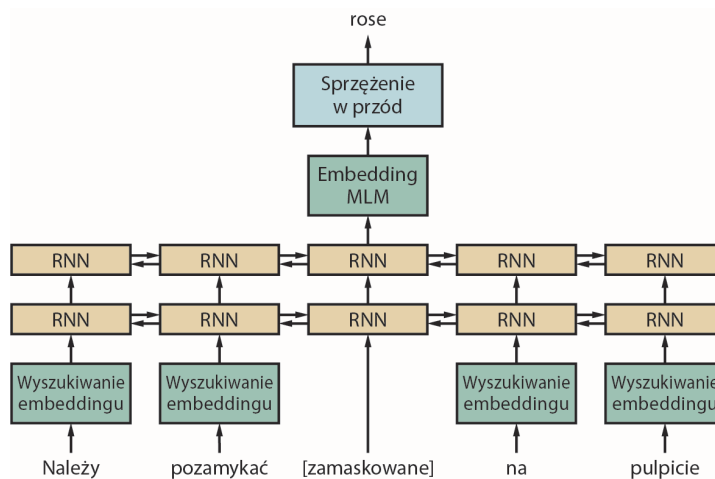 rose
Sprzężenie
w przód
Embedding
MLM
RNN RNN RNN RNN RNN
RNN RNN RNN RNN RNN
Wyszukiwanie Wyszukiwanie Wyszukiwanie Wyszukiwanie
embeddingu embeddingu embeddingu embeddingu
Należy pozamykać [zamaskowane] na pulpicie